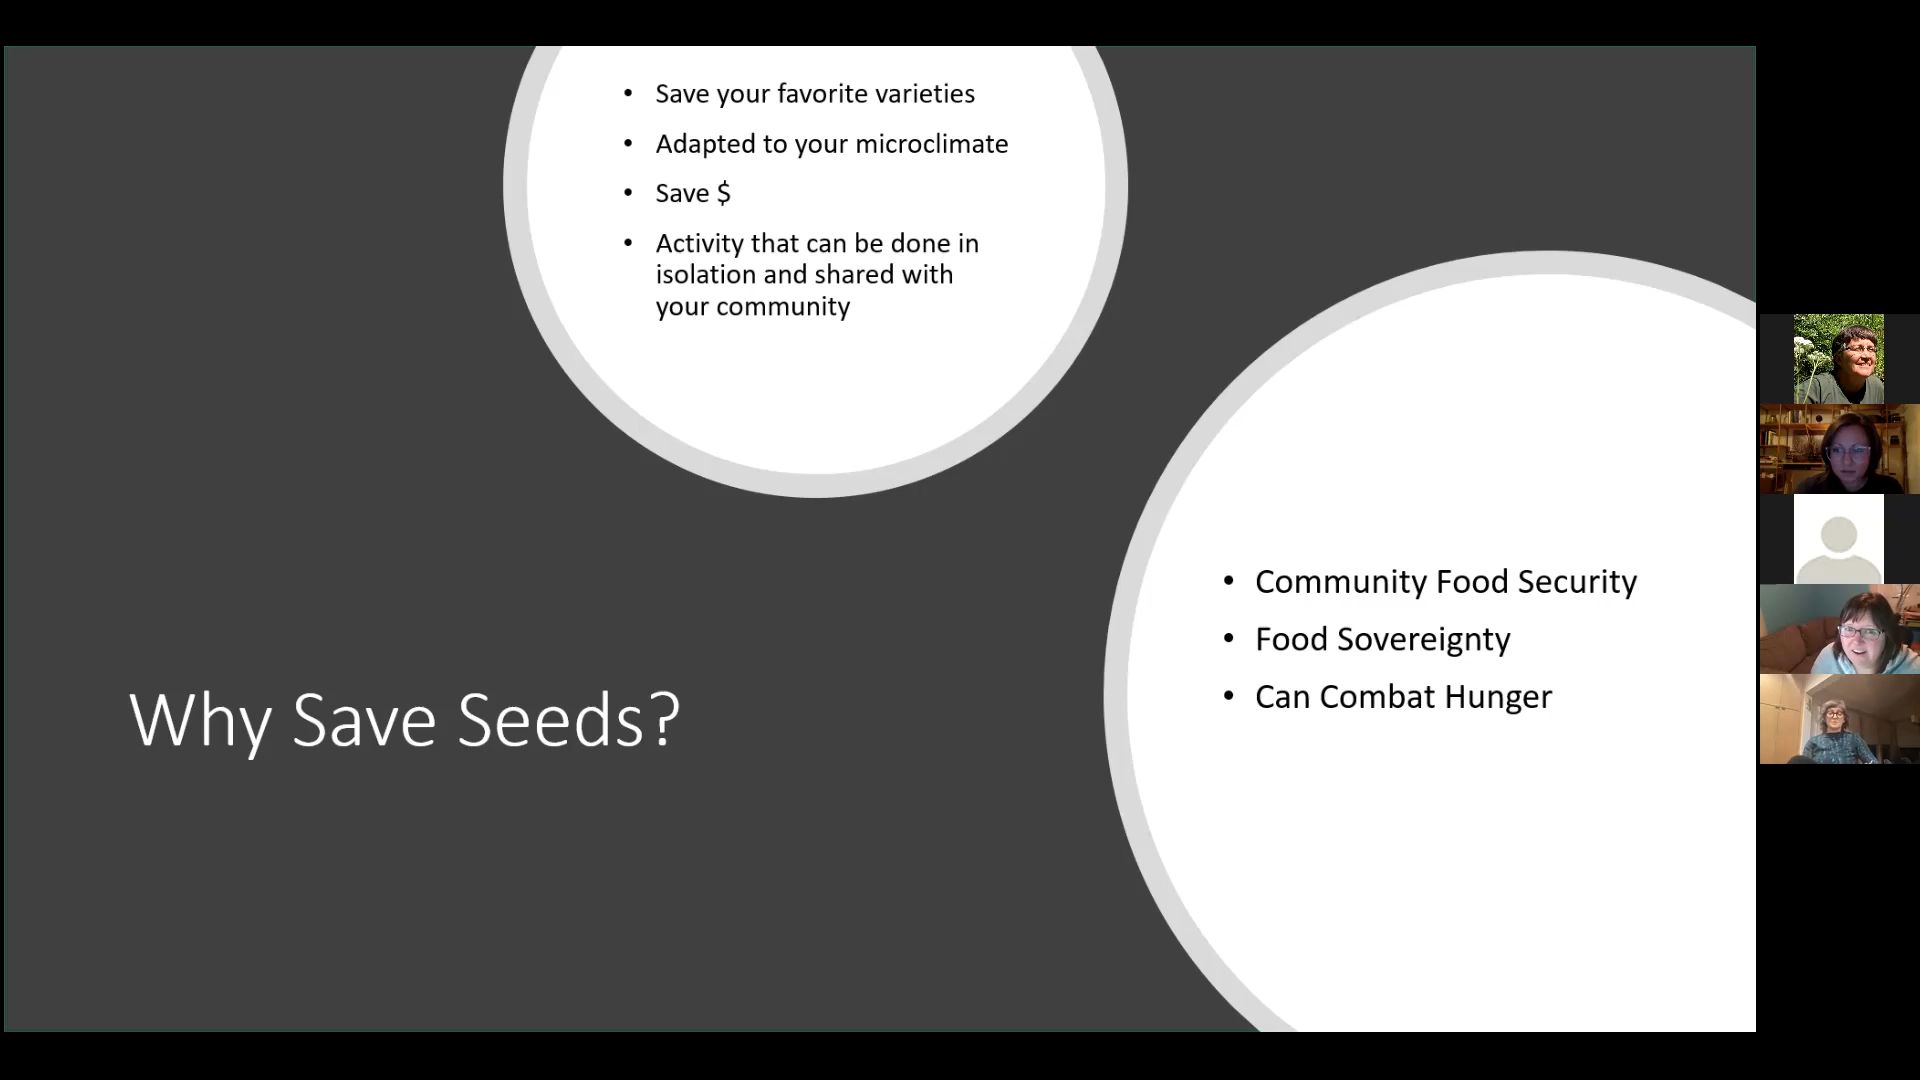 • Save your favorite varieties
• Adapted to your microclimate
• Save $
• Activity that can be done in
isolation and shared with
your community
• Community Food Security
• Food Sovereignty
• Can Combat Hunger
Why Save Seeds?